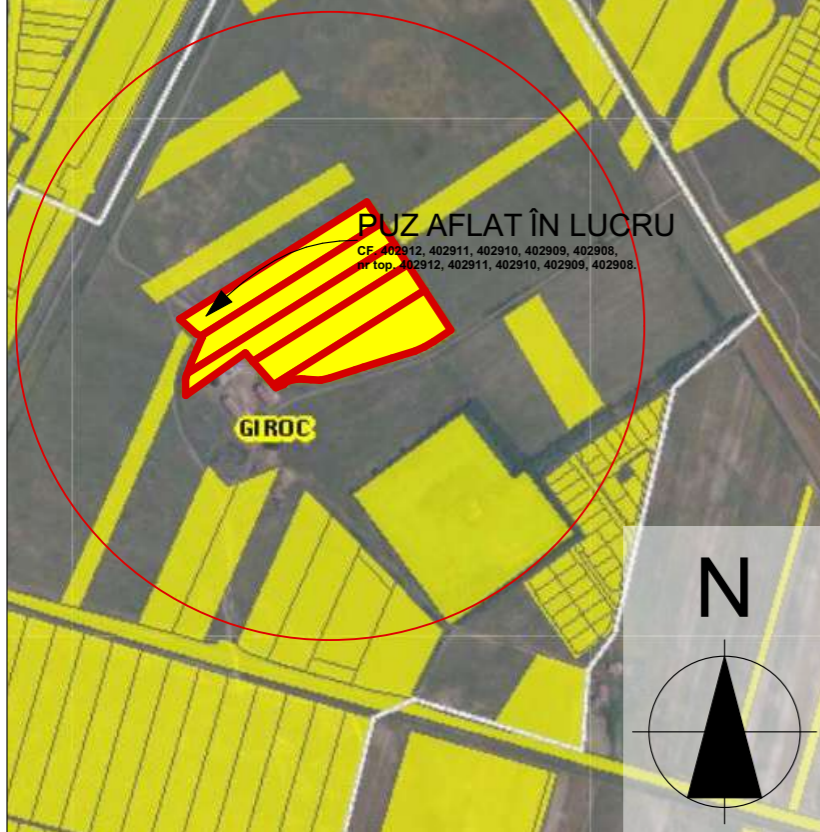 PUZ AFLAT ÎN LUCRU
CF. 402912, 402911, 402910, 402909, 402908,
nr top. 402912, 402911, 402910, 402909, 402908.
GIROC
N